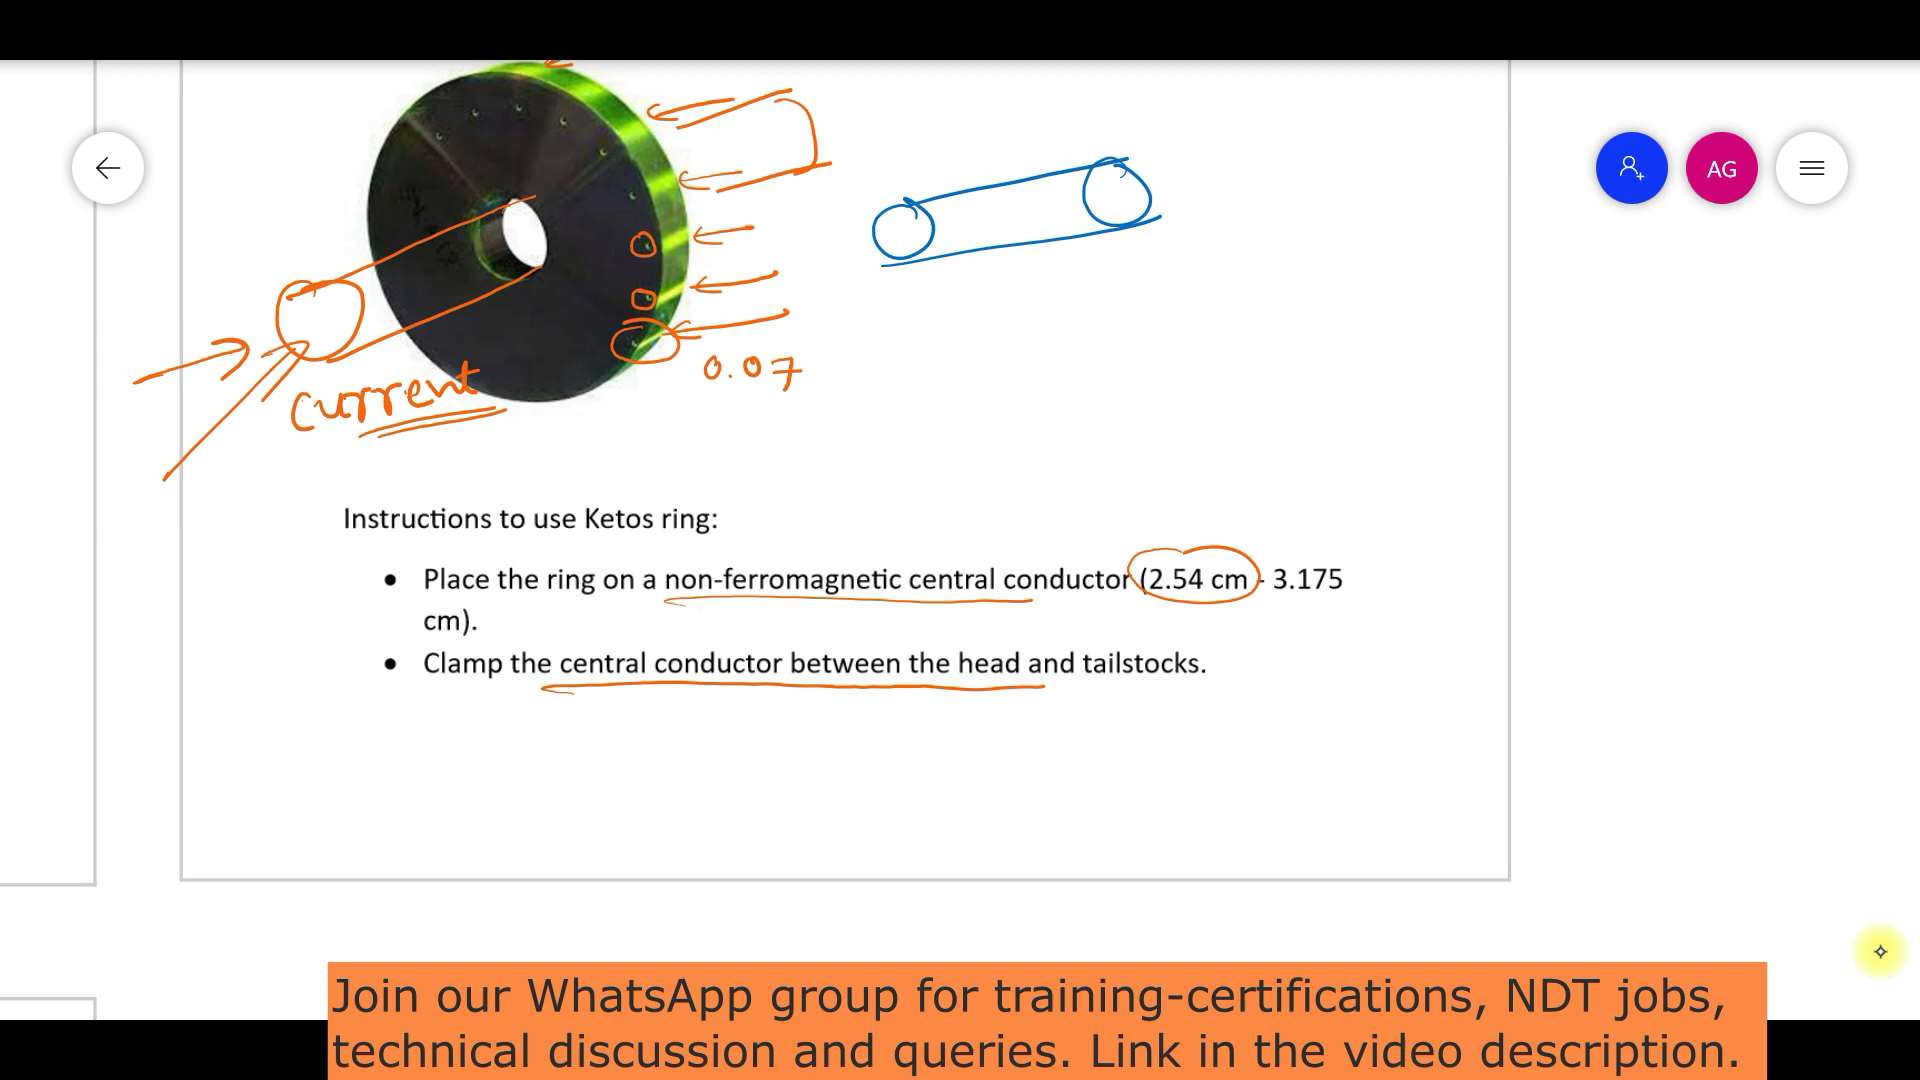 AG
0.07
current
Instructions to use Ketos ring:
• Place the ring on a non-ferromagnetic central conductor (2.54 cm - 3.175
cm).
• Clamp the central conductor between the head and tailstocks.
Join our WhatsApp group for training-certifications, NDT jobs,
technical discussion and queries. Link in the video description.